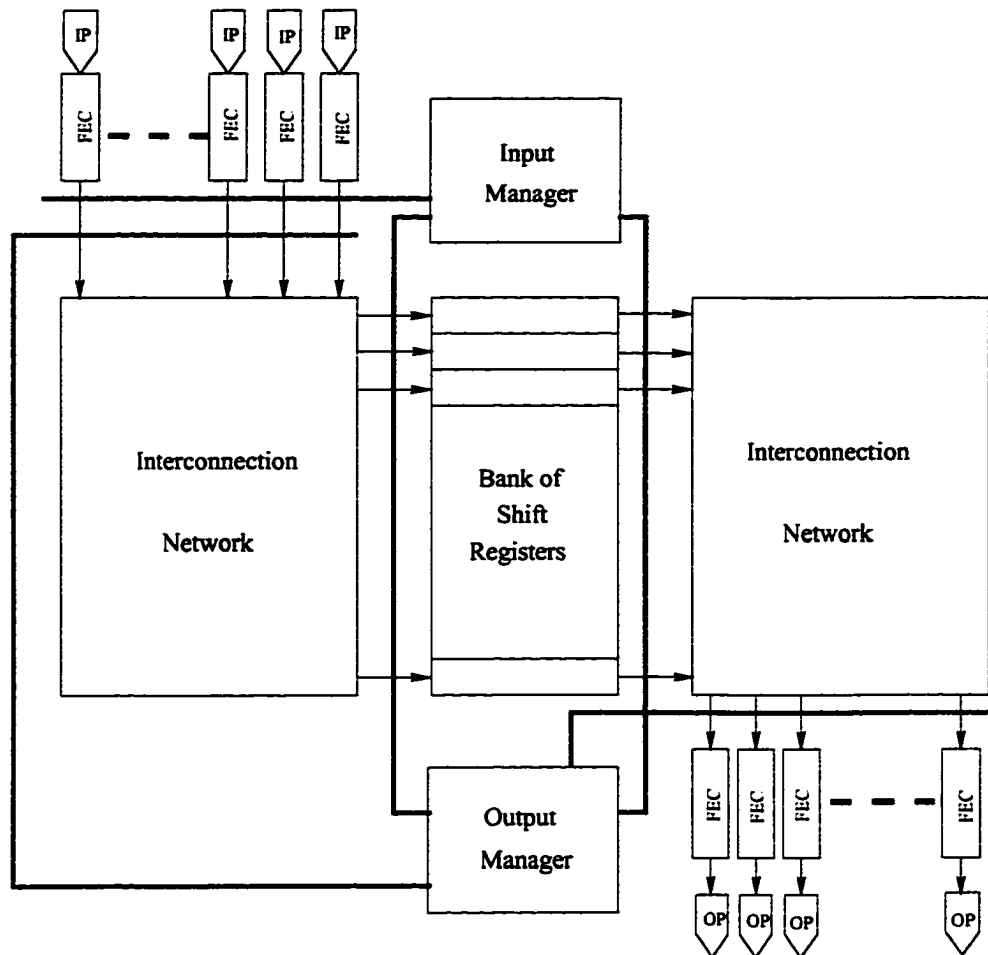 IP
IP
IP
IP
FEC
FEC
FEC
FEC
Input
Manager
Interconnection
Network
Bank of
Shift
Registers
Interconnection
Network
Output
Manager
FEC
FEC
FEC
FEC
OP
OP
OP
OP